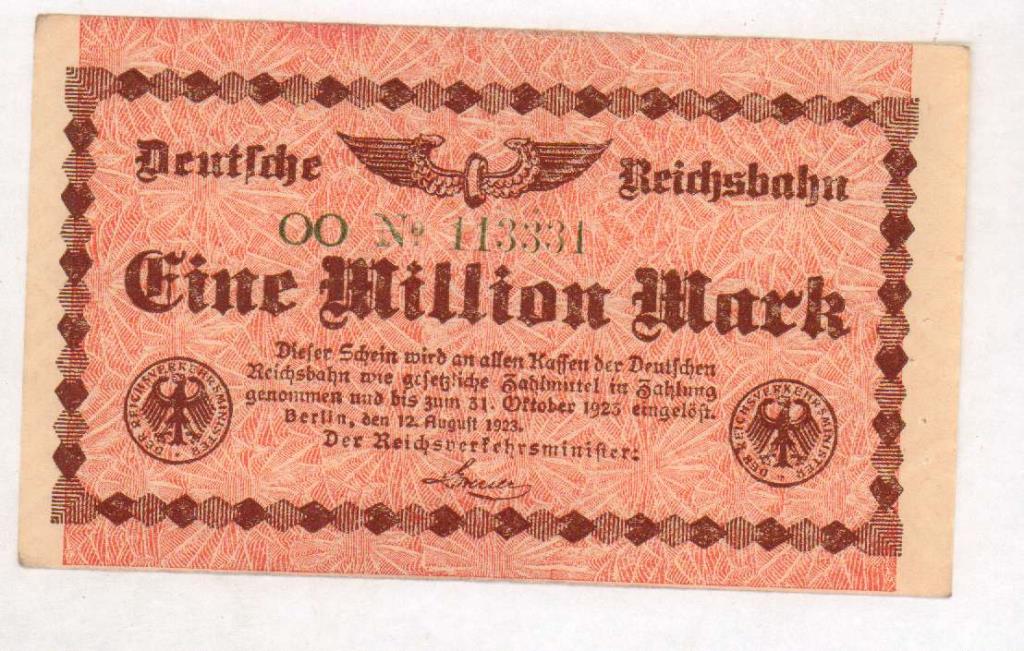 Deutsche Reichsbahn
OO № 113331
Eine Million Mark
Dieser Schein wird an allen Kassen der Deutschen
Reichsbahn wie gesetzliche Zahlmittel in Zahlung
genommen und bis zum 31. Oktober 1923 eingelöst.
Berlin, den 12. August 1923.
Der Reichsverkehrsminister:
DER REICHSVERKEHRSMINISTER
DER REICHSVERKEHRSMINISTER